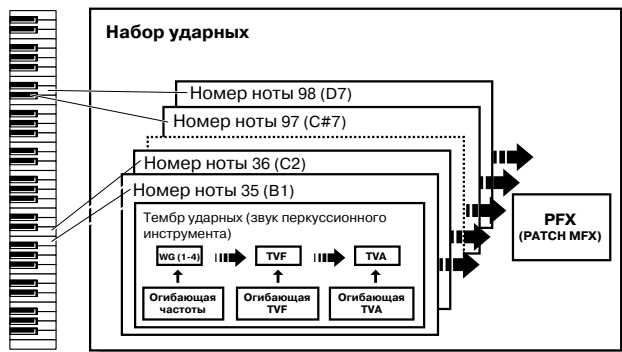 Набор ударных
Номер ноты 98 (D7)
Номер ноты 97 (C#7)
Номер ноты 36 (C2)
Номер ноты 35 (B1)
Тембр ударных (звук перкуссионного
инструмента)
WG (1-4)
TVF
TVA
Огибающая
частоты
Огибающая
TVF
Огибающая
TVA
PFX
(PATCH MFX)